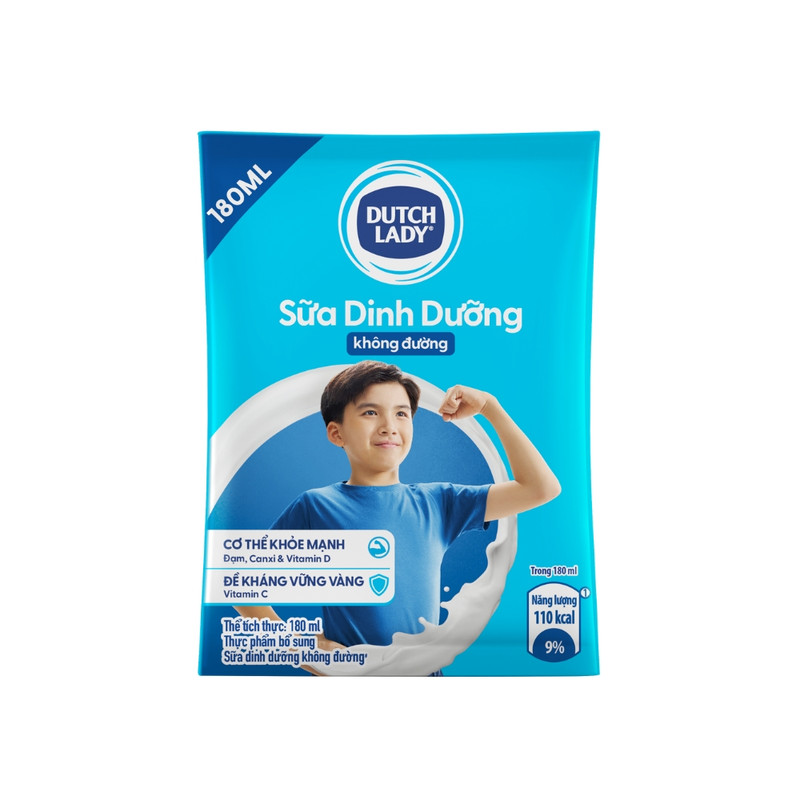 180ML
DUTCH
LADY®
Sữa Dinh Dưỡng
không đường
CƠ THỂ KHỎE MẠNH
Đạm, Canxi & Vitamin D
ĐỀ KHÁNG VỮNG VÀNG
Vitamin C
Thể tích thực: 180 ml
Thực phẩm bổ sung
Sữa dinh dưỡng không đường
Trong 180 ml
Năng lượng
110 kcal
9%